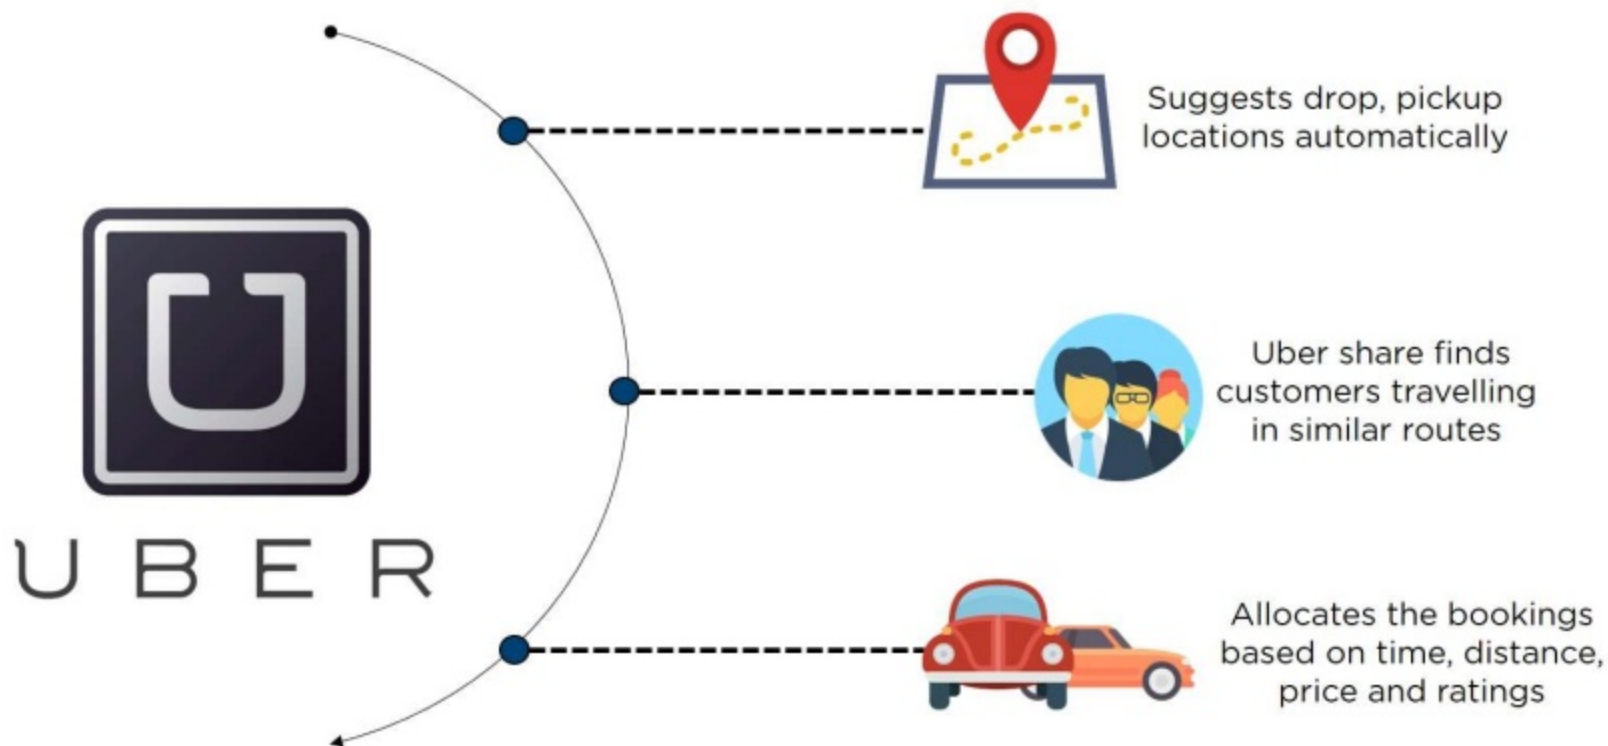 Suggests drop, pickup
locations automatically
UBER
Uber share finds
customers travelling
in similar routes
Allocates the bookings
based on time, distance,
price and ratings